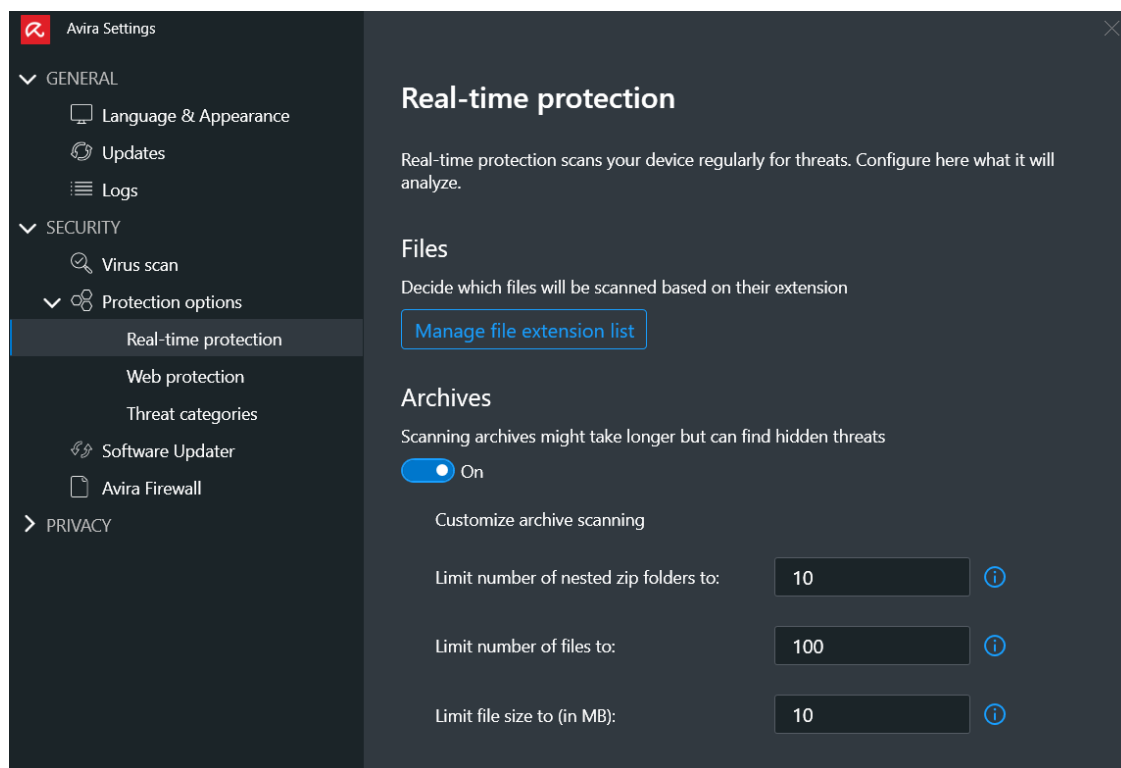 Avira Settings
GENERAL
Language & Appearance
Updates
Logs
SECURITY
Virus scan
Protection options
Real-time protection
Web protection
Threat categories
Software Updater
Avira Firewall
PRIVACY
Real-time protection
Real-time protection scans your device regularly for threats. Configure here what it will
analyze.
Files
Decide which files will be scanned based on their extension
Manage file extension list
Archives
Scanning archives might take longer but can find hidden threats
On
Customize archive scanning
Limit number of nested zip folders to: 10
Limit number of files to: 100
Limit file size to (in MB): 10